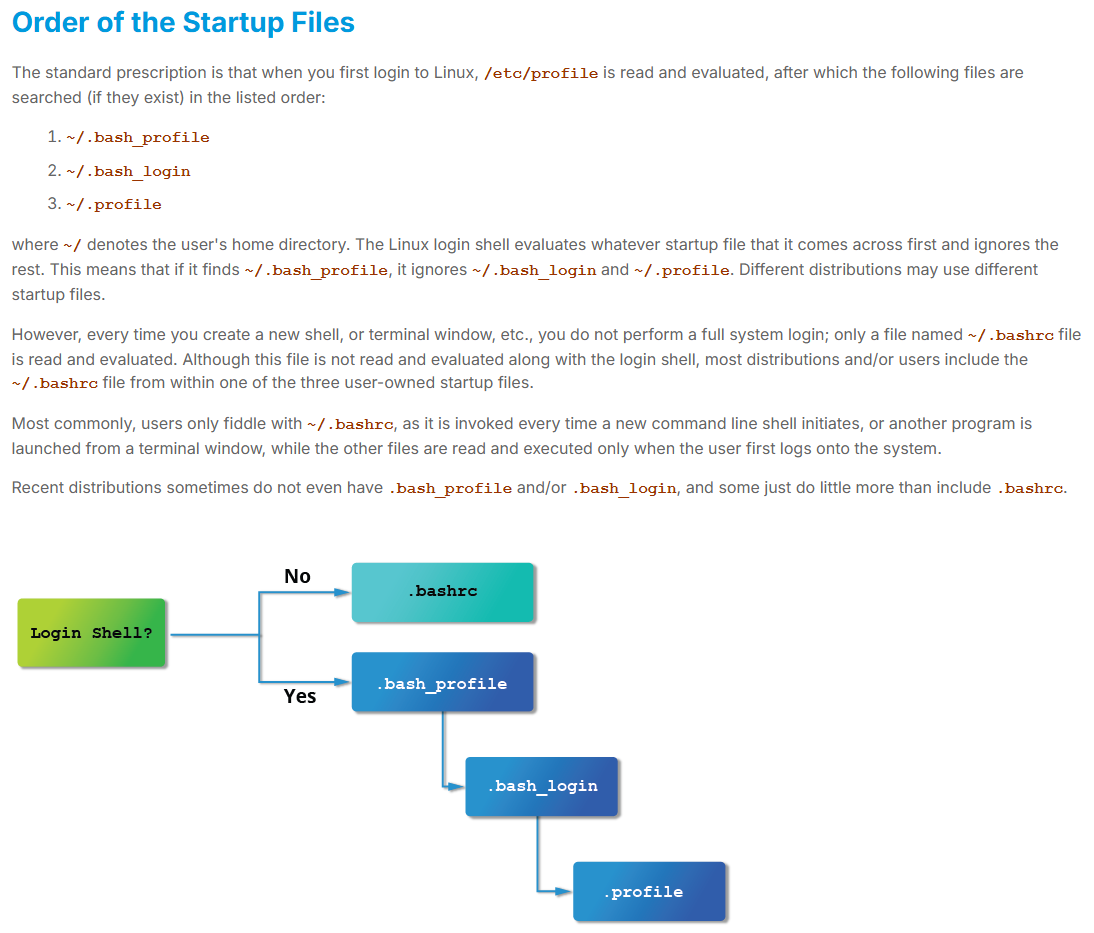 Order of the Startup Files
The standard prescription is that when you first login to Linux, /etc/profile is read and evaluated, after which the following files are
searched (if they exist) in the listed order:
1. ~/.bash_profile
2. ~/.bash_login
3. ~/.profile
where ~/ denotes the user's home directory. The Linux login shell evaluates whatever startup file that it comes across first and ignores the
rest. This means that if it finds ~/.bash_profile, it ignores ~/.bash_login and ~/.profile. Different distributions may use different
startup files.
However, every time you create a new shell, or terminal window, etc., you do not perform a full system login; only a file named ~/.bashrc file
is read and evaluated. Although this file is not read and evaluated along with the login shell, most distributions and/or users include the
~/.bashrc file from within one of the three user-owned startup files.
Most commonly, users only fiddle with ~/.bashrc, as it is invoked every time a new command line shell initiates, or another program is
launched from a terminal window, while the other files are read and executed only when the user first logs onto the system.
Recent distributions sometimes do not even have .bash_profile and/or .bash_login, and some just do little more than include .bashrc.
No
.bashrc
Login Shell?
.bash_profile
Yes
.bash_login
.profile